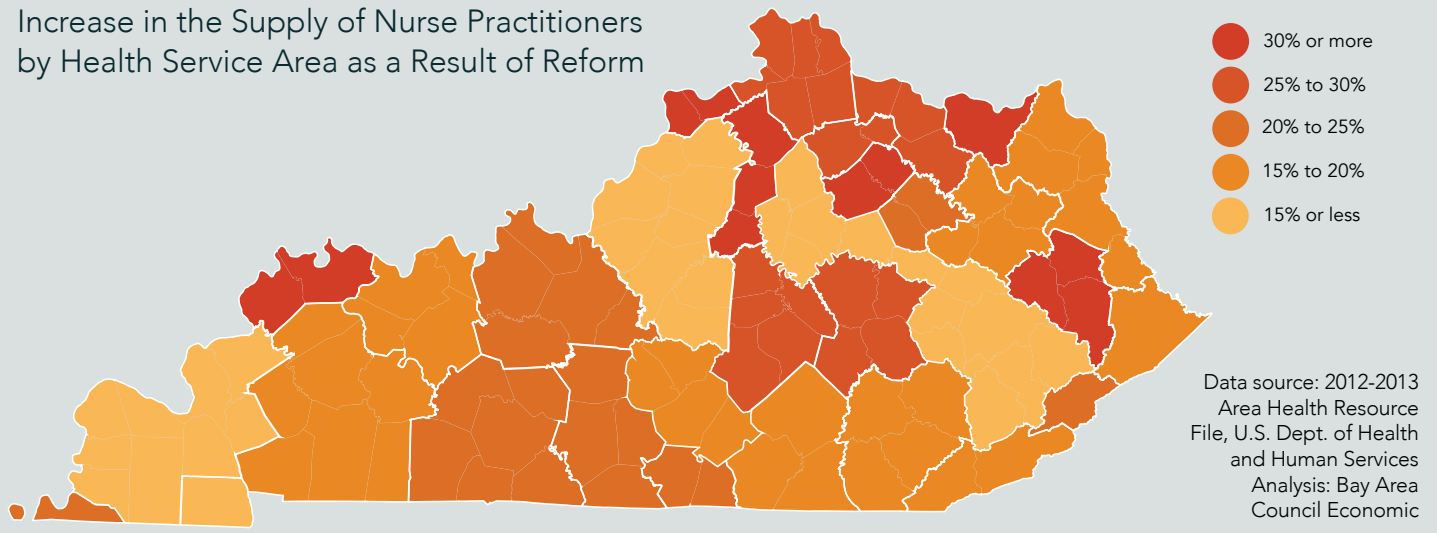 Increase in the Supply of Nurse Practitioners
by Health Service Area as a Result of Reform
30% or more
25% to 30%
20% to 25%
15% to 20%
15% or less
Data source: 2012-2013
Area Health Resource
File, U.S. Dept. of Health
and Human Services
Analysis: Bay Area
Council Economic